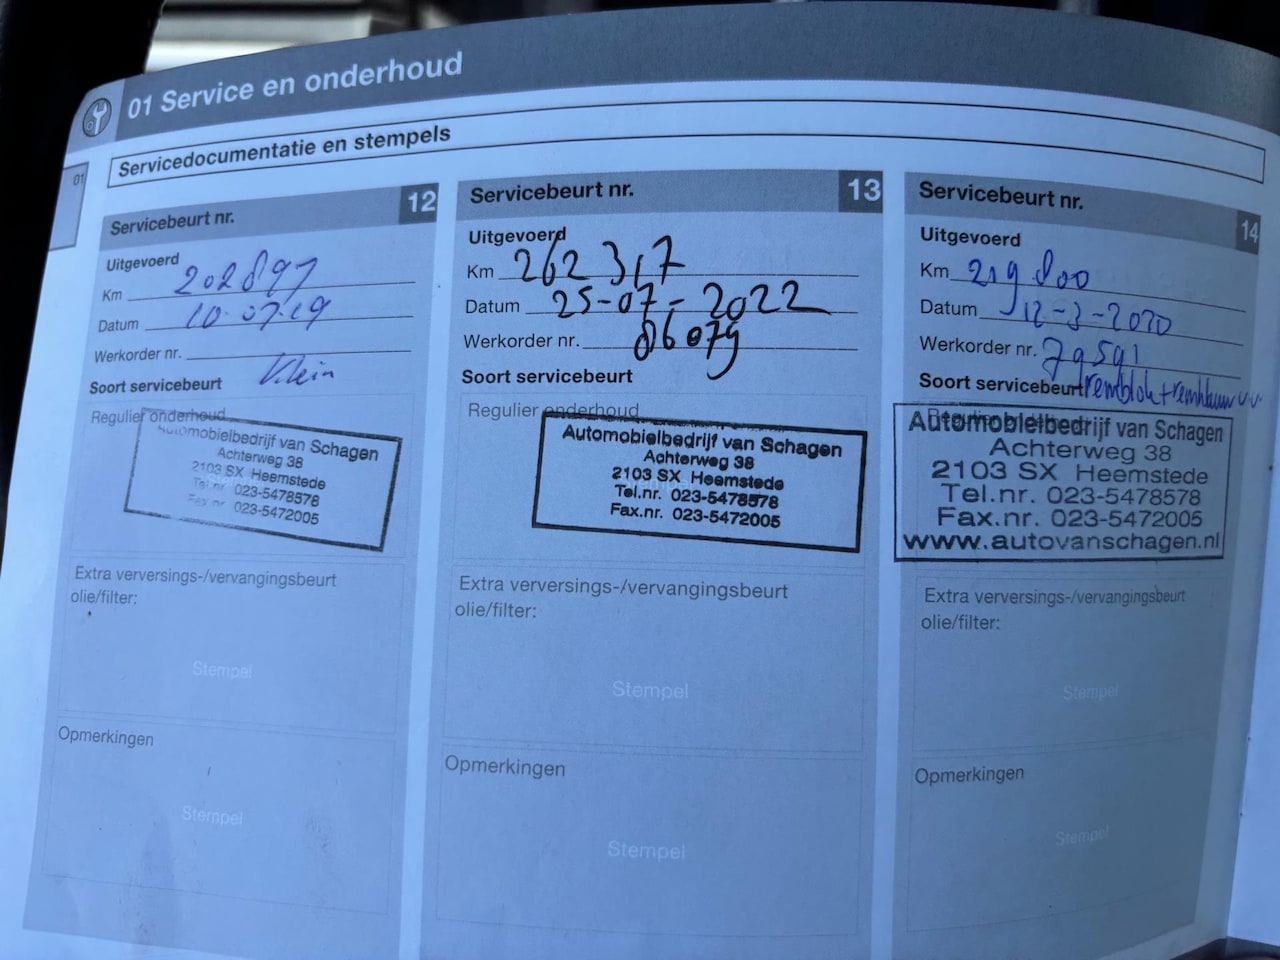 01 Service en onderhoud
01
Servicedocumentatie en stempels
Servicebeurt nr. 12
Uitgevoerd
Km 202897
Datum 10-07-19
Werkorder nr.
Soort servicebeurt Klein
Regulier onderhoud
Automobielbedrijf van Schagen
Achterweg 38
2103 SX Heemstede
Tel.nr. 023-5478578
Fax.nr. 023-5472005
Extra verversings-/vervangingsbeurt
olie/filter:
Stempel
Opmerkingen
Stempel
Servicebeurt nr. 13
Uitgevoerd
Km 262317
Datum 25-07-2022
Werkorder nr. 86079
Soort servicebeurt
Regulier onderhoud
Automobielbedrijf van Schagen
Achterweg 38
2103 SX Heemstede
Tel.nr. 023-5478578
Fax.nr. 023-5472005
Extra verversings-/vervangingsbeurt
olie/filter:
Stempel
Opmerkingen
Stempel
Servicebeurt nr. 14
Uitgevoerd
Km 219800
Datum 12-3-2020
Werkorder nr. 79591
Soort servicebeurt
Automobielbedrijf van Schagen
Achterweg 38
2103 SX Heemstede
Tel.nr. 023-5478578
Fax.nr. 023-5472005
www.autovanschagen.nl
Extra verversings-/vervangingsbeurt
olie/filter:
Stempel
Opmerkingen
Stempel